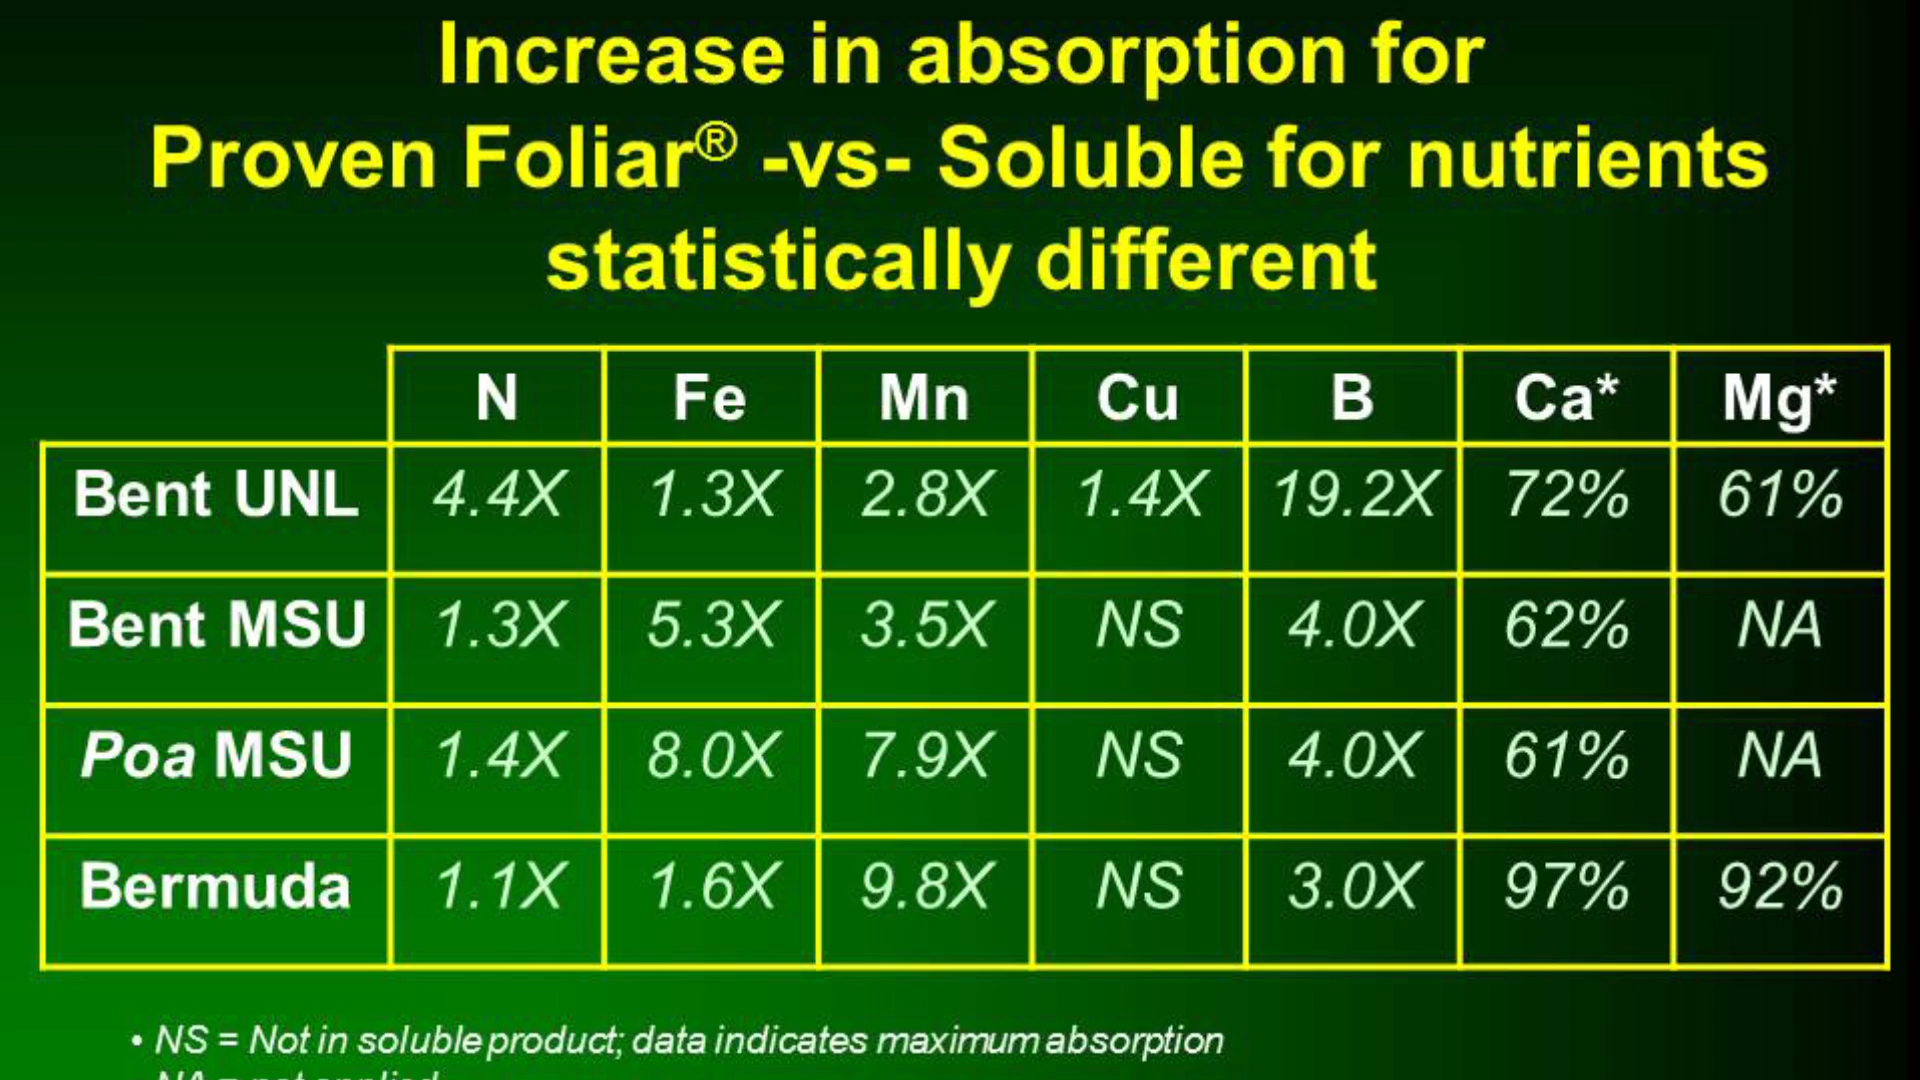 Increase in absorption for
Proven Foliar® -vs- Soluble for nutrients
statistically different
N Fe Mn Cu B Ca* Mg*
Bent UNL 4.4X 1.3X 2.8X 1.4X 19.2X 72% 61%
Bent MSU 1.3X 5.3X 3.5X NS 4.0X 62% NA
Poa MSU 1.4X 8.0X 7.9X NS 4.0X 61% NA
Bermuda 1.1X 1.6X 9.8X NS 3.0X 97% 92%
• NS = Not in soluble product; data indicates maximum absorption
NA = not applied